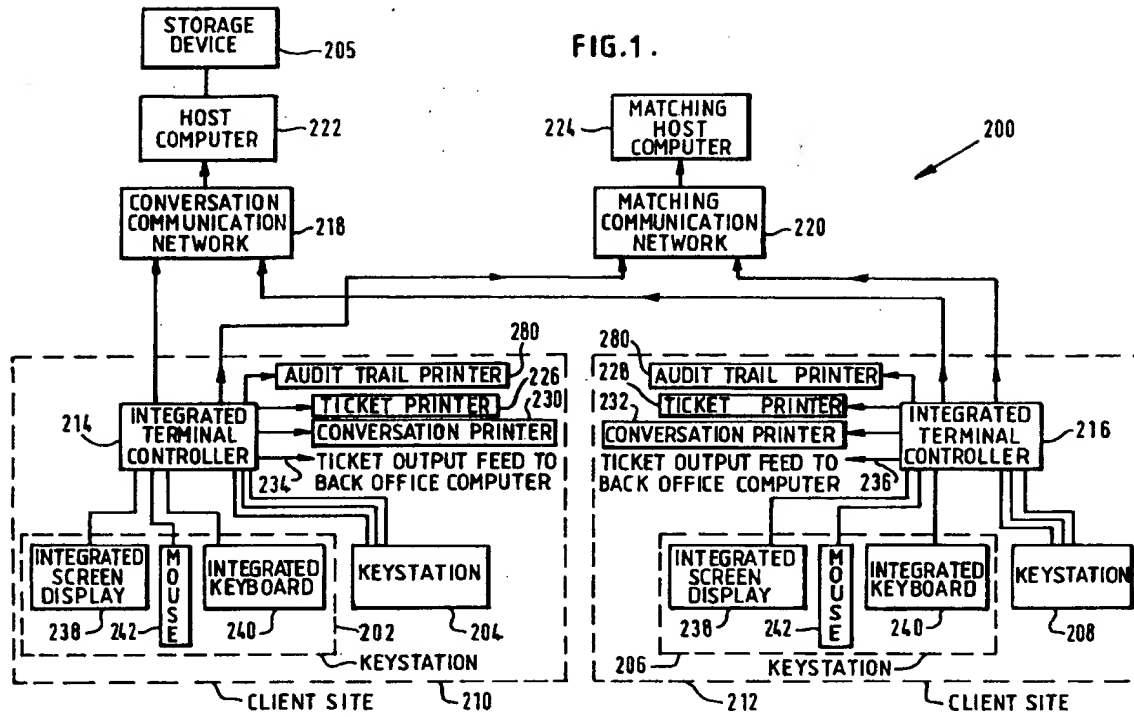 FIG.1.
STORAGE
DEVICE
205
HOST
COMPUTER
222
MATCHING
HOST
COMPUTER
224
200
CONVERSATION
COMMUNICATION
NETWORK
218
MATCHING
COMMUNICATION
NETWORK
220
280
AUDIT TRAIL PRINTER
226
TICKET PRINTER
230
CONVERSATION PRINTER
214
INTEGRATED
TERMINAL
CONTROLLER
234
TICKET OUTPUT FEED TO
BACK OFFICE COMPUTER
INTEGRATED
SCREEN
DISPLAY
238
MOUSE
242
INTEGRATED
KEYBOARD
240
202
KEYSTATION
KEYSTATION
204
CLIENT SITE
210
280
AUDIT TRAIL PRINTER
228
TICKET PRINTER
232
CONVERSATION PRINTER
INTEGRATED
TERMINAL
CONTROLLER
216
TICKET OUTPUT FEED TO
BACK OFFICE COMPUTER
236
INTEGRATED
SCREEN
DISPLAY
238
MOUSE
242
INTEGRATED
KEYBOARD
240
KEYSTATION
208
206
KEYSTATION
212
CLIENT SITE